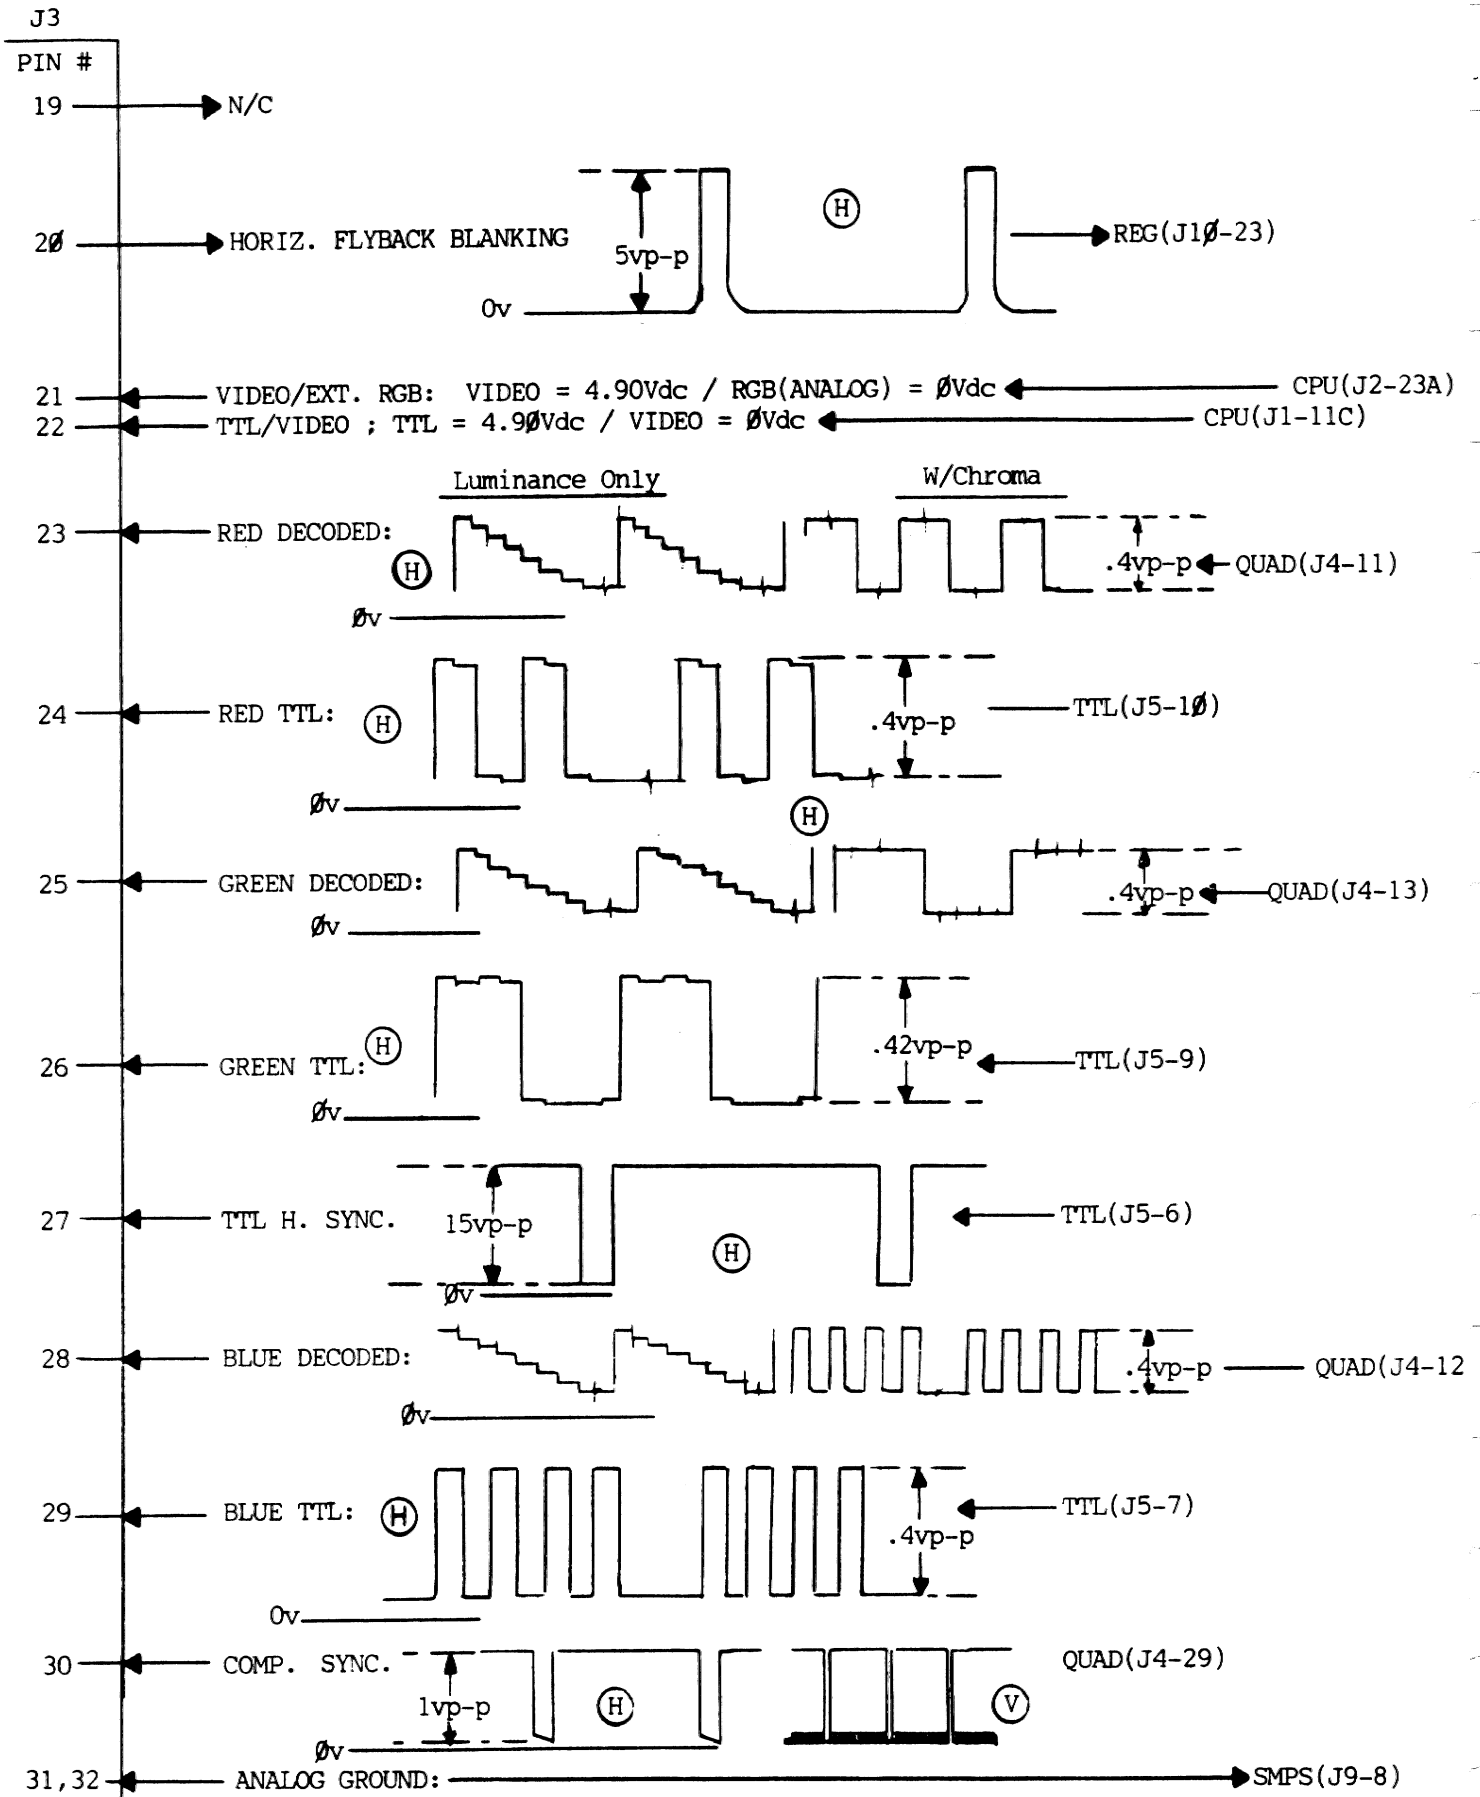 J3
PIN #
19 N/C
2Ø HORIZ. FLYBACK BLANKING 5vp-p H REG(J1Ø-23)
Ov
21 VIDEO/EXT. RGB: VIDEO = 4.90Vdc / RGB(ANALOG) = ØVdc CPU(J2-23A)
22 TTL/VIDEO ; TTL = 4.9ØVdc / VIDEO = ØVdc CPU(J1-11C)
Luminance Only W/Chroma
23 RED DECODED: H .4vp-p QUAD(J4-11)
Øv
24 RED TTL: H .4vp-p TTL(J5-1Ø)
Øv H
25 GREEN DECODED: .4vp-p QUAD(J4-13)
Øv
26 GREEN TTL: H .42vp-p TTL(J5-9)
Øv
27 TTL H. SYNC. 15vp-p H TTL(J5-6)
Øv
28 BLUE DECODED: .4vp-p QUAD(J4-12
Øv
29 BLUE TTL: H .4vp-p TTL(J5-7)
Ov
30 COMP. SYNC. 1vp-p H V QUAD(J4-29)
Øv
31,32 ANALOG GROUND: SMPS(J9-8)